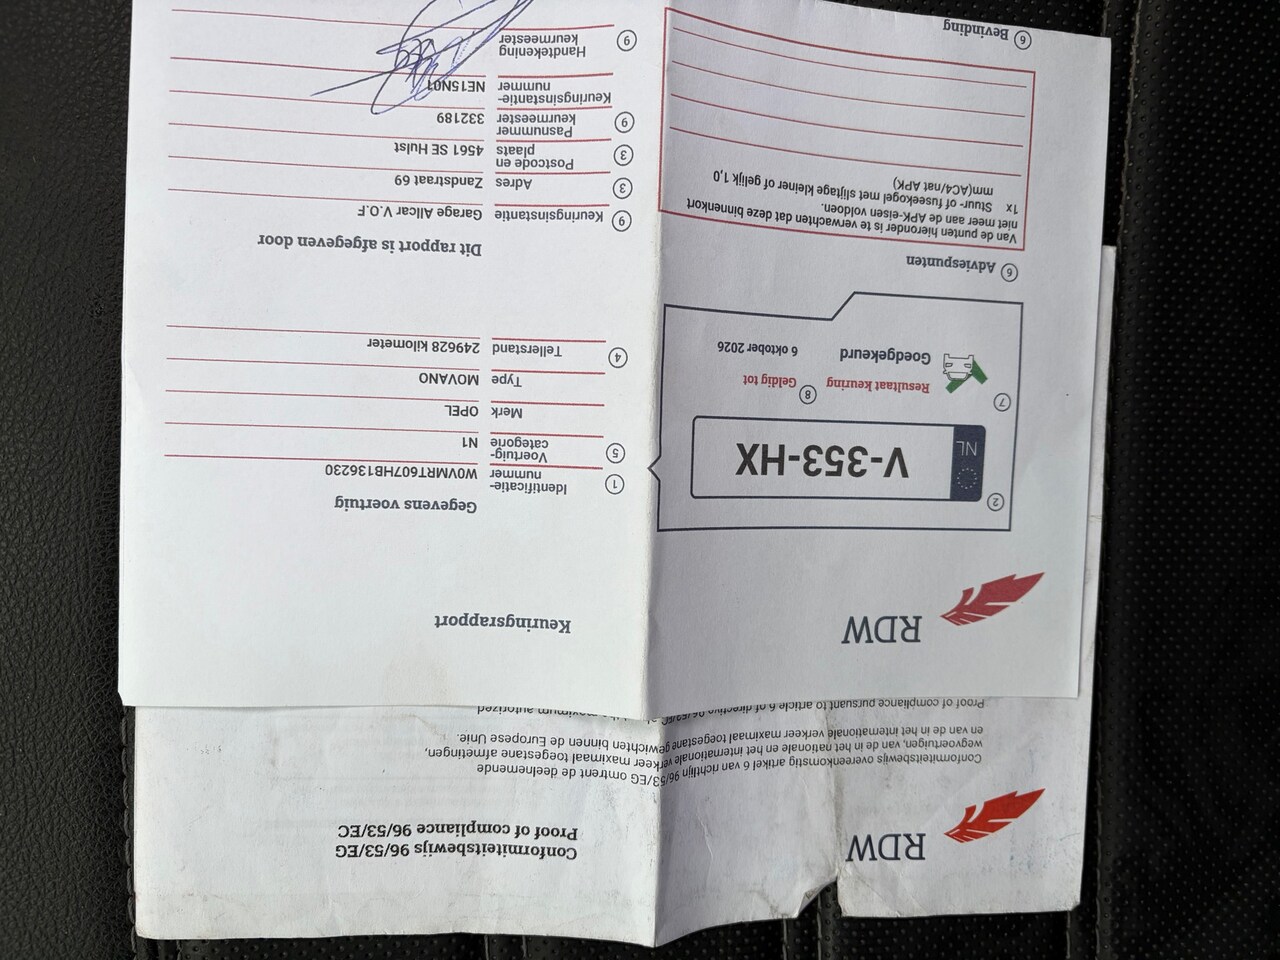 RDW
Conformiteitsbewijs 96/53/EG
Proof of compliance 96/53/EC
Conformiteitsbewijs overeenkomstig artikel 6 van richtlijn 96/53/EG omtrent de deelnemende
wegvoertuigen, van de in het nationale en het internationale verkeer maximaal toegestane afmetingen,
en van de in het internationale verkeer maximaal toegestane gewichten binnen de Europese Unie.
Proof of compliance pursuant to article 6 of directive 96/53/EC maximum autorized
RDW
Keuringsrapport
2
NL
V-353-HX
7
Resultaat keuring
Goedgekeurd
8
Geldig tot
6 oktober 2026
6 Adviespunten
Van de punten hieronder is te verwachten dat deze binnenkort
niet meer aan de APK-eisen voldoen.
1x Stuur- of fuseekogel met slijtage kleiner of gelijk 1,0
mm(AC4/nat/APK)
6 Bevinding
Gegevens voertuig
1 Identificatie-
nummer W0VMRT607HB136230
5 Voertuig-
categorie N1
Merk OPEL
Type MOVANO
4 Tellerstand 249628 kilometer
Dit rapport is afgegeven door
9 Keuringsinstantie Garage Allcar V.O.F
3 Adres Zandstraat 69
3 Postcode en
plaats 4561 SE Hulst
9 Pasnummer
keurmeester 332189
Keuringsinstantie-
nummer NE15N01
9 Handtekening
keurmeester